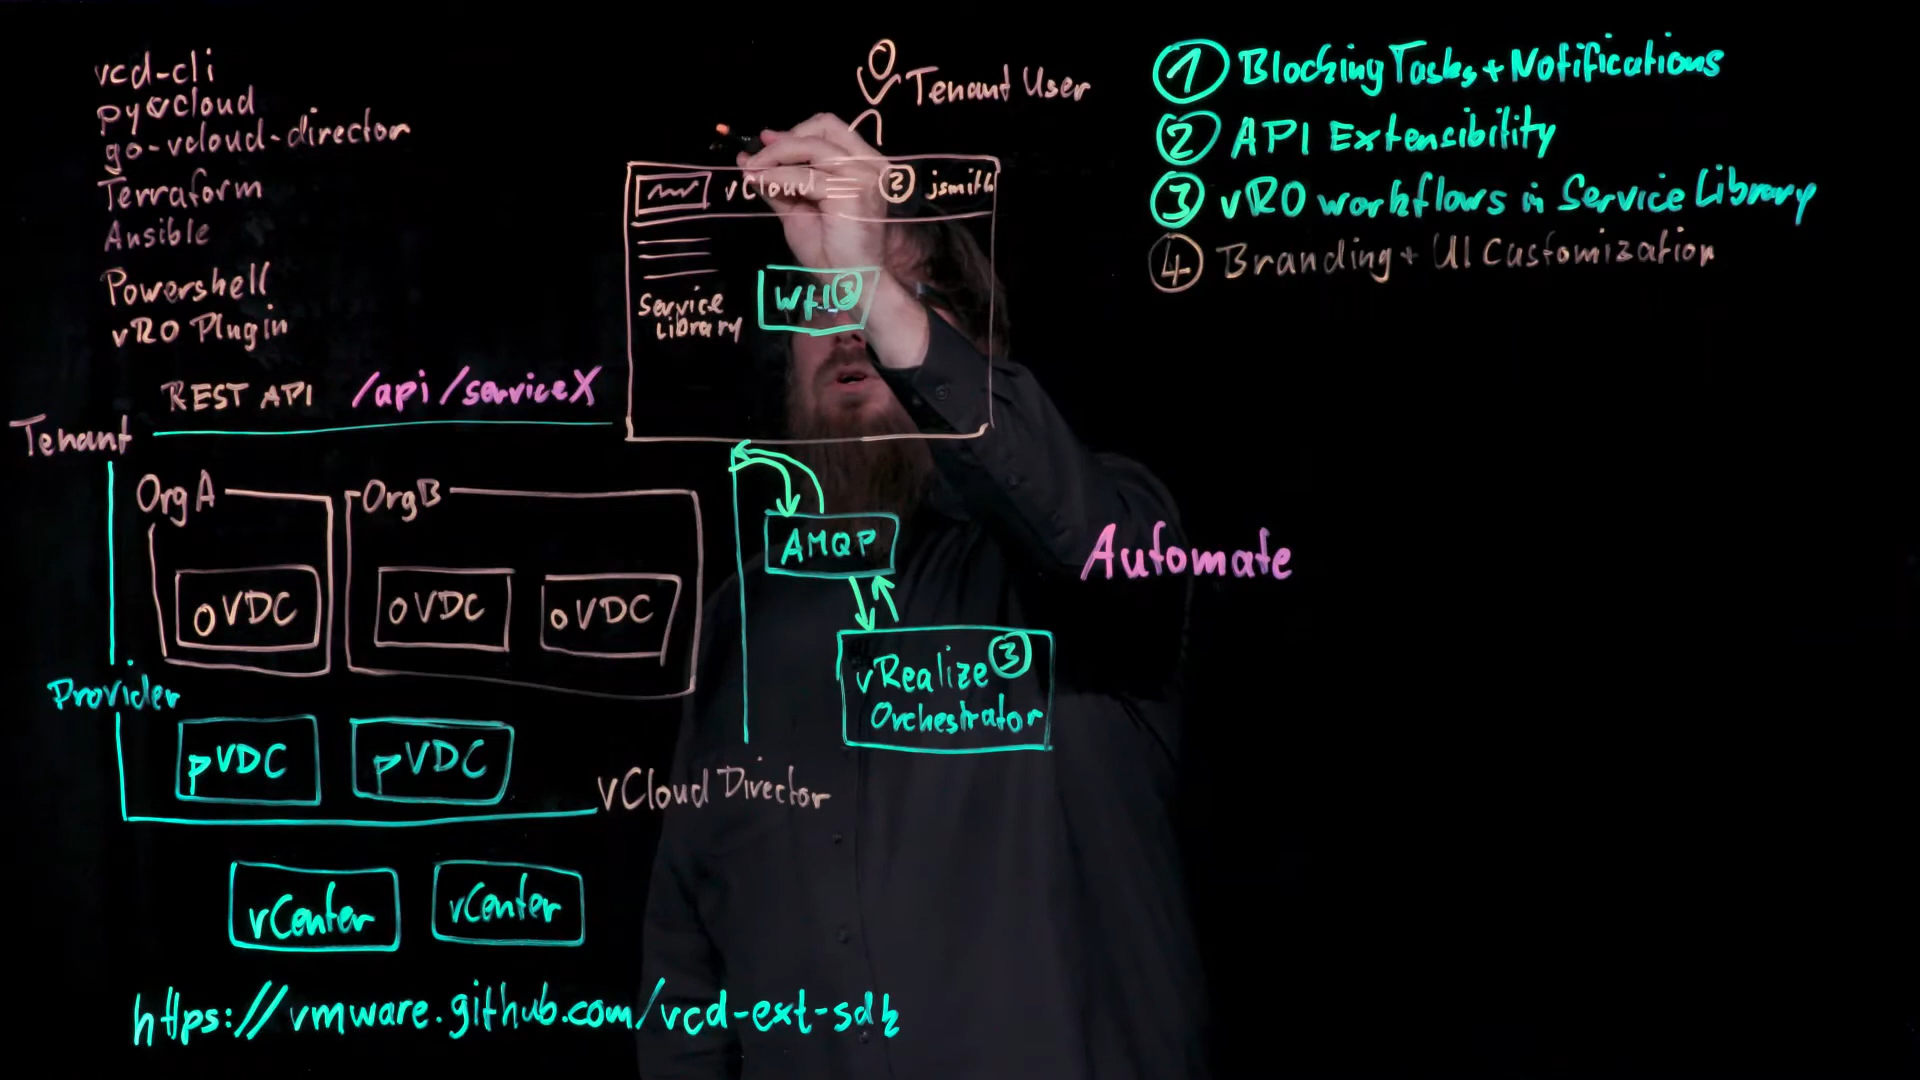 vcd-cli
pyvcloud
go-vcloud-director
Terraform
Ansible
Powershell
vRO Plugin
REST API /api/serviceX
Tenant
Org A
Org B
oVDC
oVDC
oVDC
Provider
pVDC
pVDC
vCloud Director
vCenter
vCenter
https://vmware.github.com/vcd-ext-sdk
Tenant User
vCloud
2 jsmith
Service
Library
Wfl 3
AMQP
vRealize 3
Orchestrator
Automate
1 Blocking Tasks + Notifications
2 API Extensibility
3 vRO workflows in Service Library
4 Branding + UI Customization